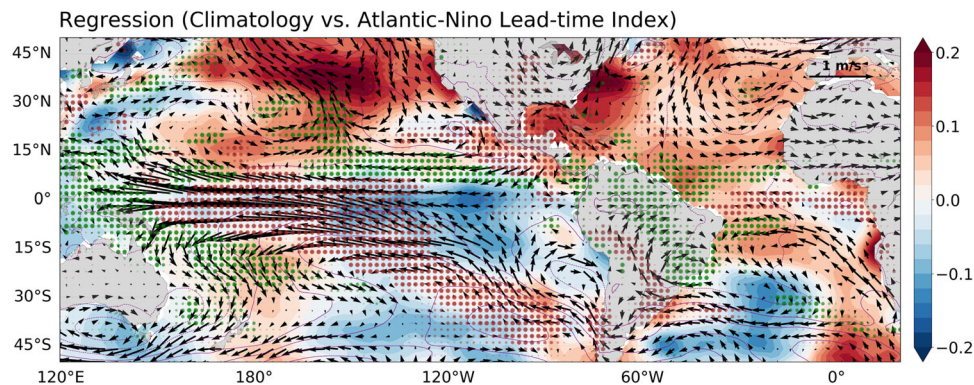 Regression (Climatology vs. Atlantic-Nino Lead-time Index)
45°N
30°N
15°N
0°
15°S
30°S
45°S
120°E
180°
120°W
60°W
0°
1 m/s
0.2
0.1
0.0
−0.1
−0.2